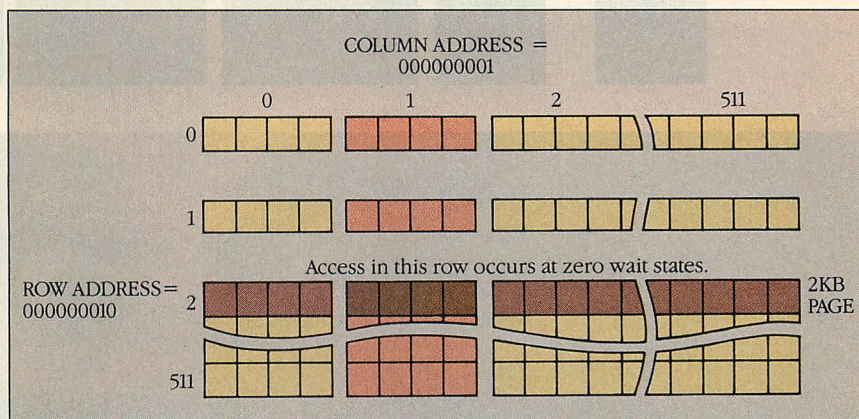 COLUMN ADDRESS =
000000001
0 1 2 511
0
1
Access in this row occurs at zero wait states.
ROW ADDRESS =
000000010
2
2KB
PAGE
511